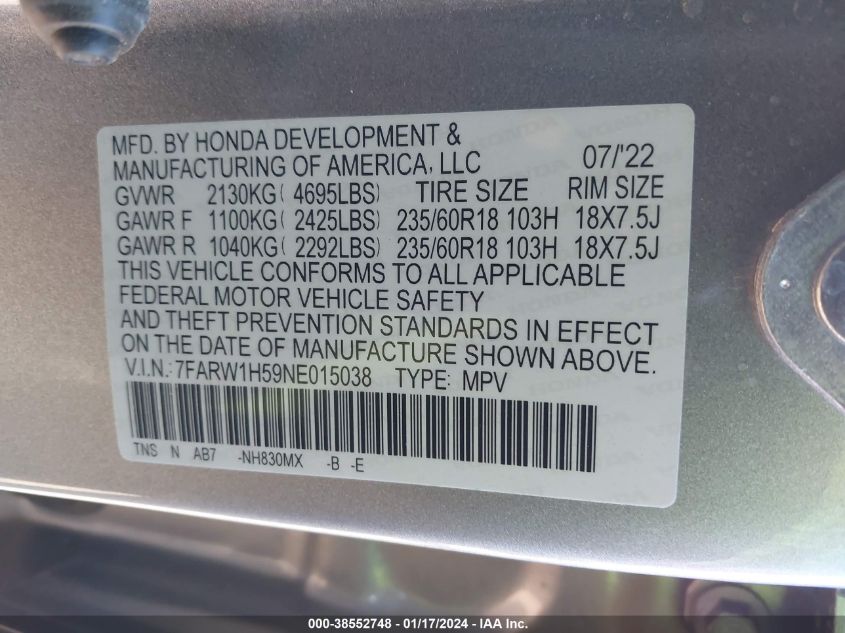 MFD. BY HONDA DEVELOPMENT &
MANUFACTURING OF AMERICA, LLC 07/'22
GVWR 2130KG( 4695LBS) TIRE SIZE RIM SIZE
GAWR F 1100KG( 2425LBS) 235/60R18 103H 18X7.5J
GAWR R 1040KG( 2292LBS) 235/60R18 103H 18X7.5J
THIS VEHICLE CONFORMS TO ALL APPLICABLE
FEDERAL MOTOR VEHICLE SAFETY
AND THEFT PREVENTION STANDARDS IN EFFECT
ON THE DATE OF MANUFACTURE SHOWN ABOVE.
V.I.N.: 7FARW1H59NE015038 TYPE: MPV
TNS N AB7 -NH830MX -B -E
000-38552748 - 01/17/2024 - IAA Inc.